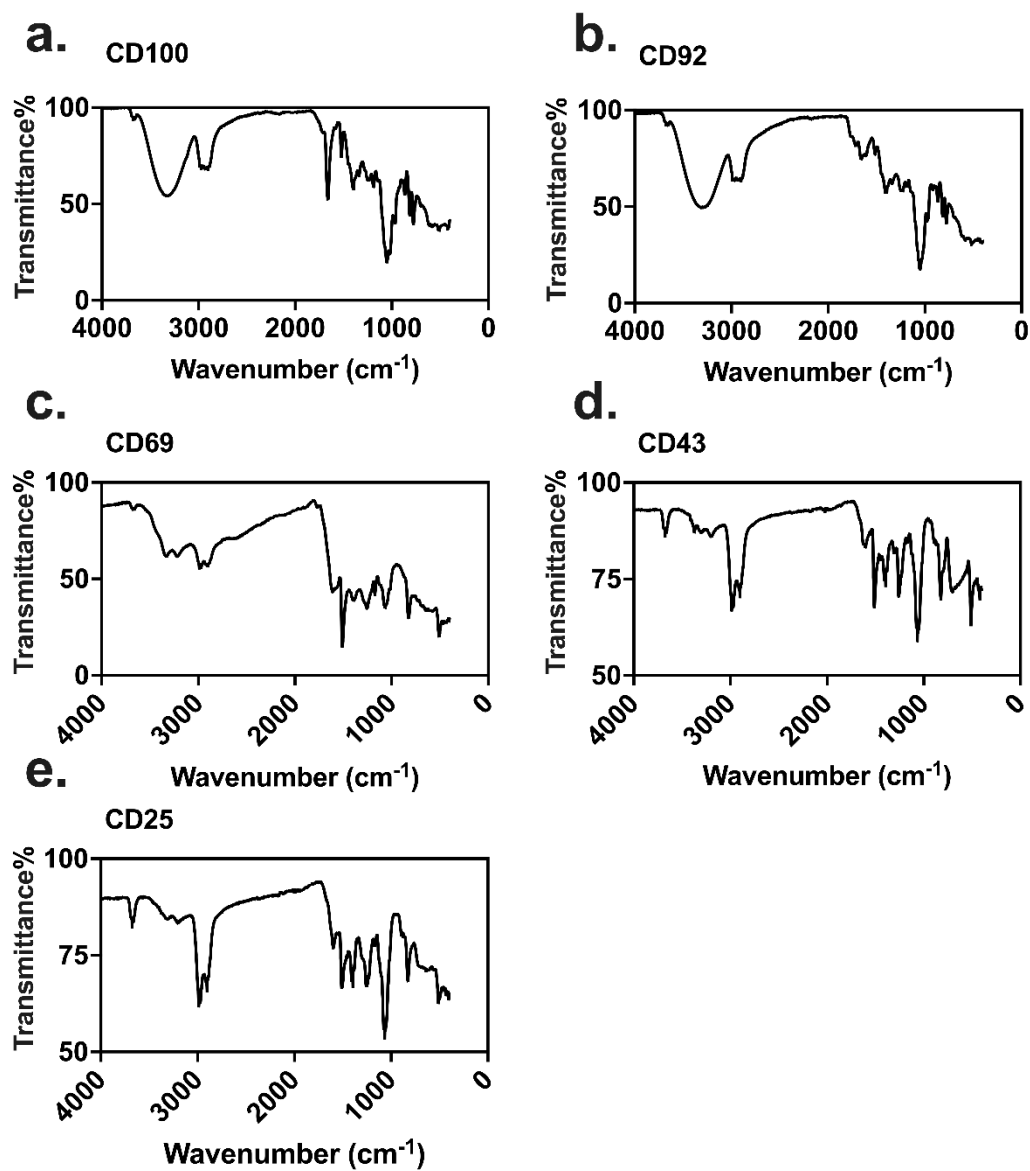 a.
CD100
Transmittance%
100
50
0
4000 3000 2000 1000 0
Wavenumber (cm-1)
b.
CD92
Transmittance%
100
50
0
4000 3000 2000 1000 0
Wavenumber (cm-1)
c.
CD69
Transmittance%
100
50
0
4000 3000 2000 1000 0
Wavenumber (cm-1)
d.
CD43
Transmittance%
100
75
50
4000 3000 2000 1000 0
Wavenumber (cm-1)
e.
CD25
Transmittance%
100
75
50
4000 3000 2000 1000 0
Wavenumber (cm-1)